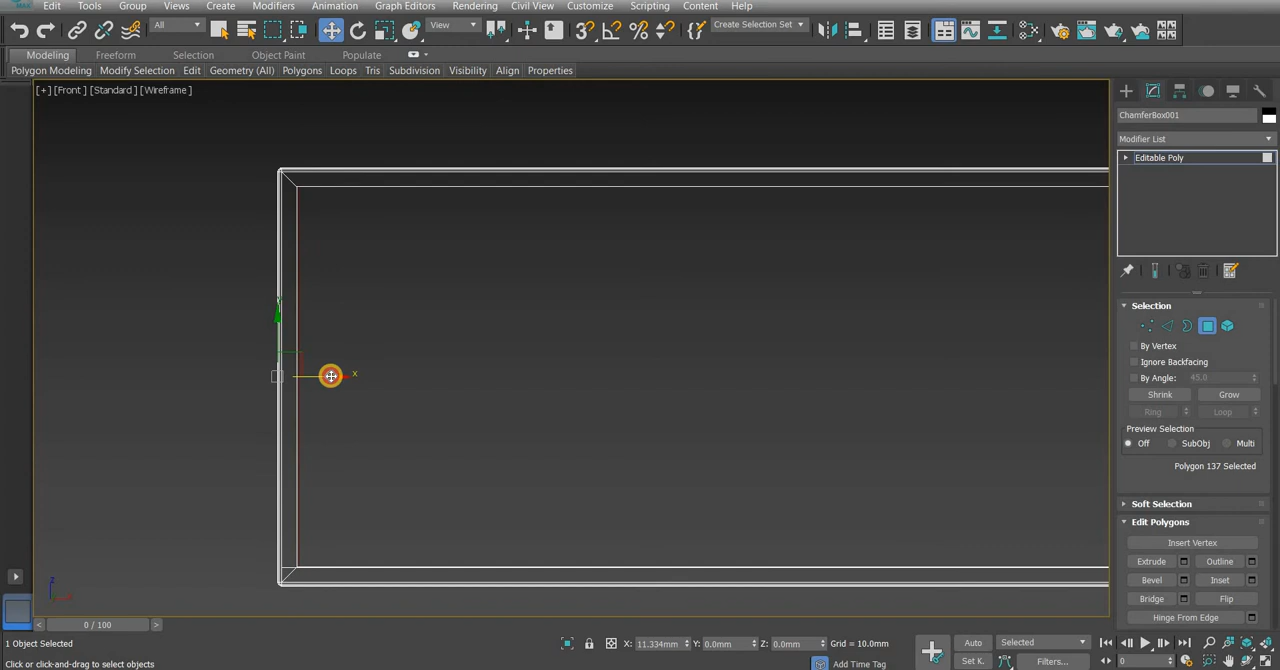 Edit Tools Group Views Create Modifiers Animation Graph Editors Rendering Civil View Customize Scripting Content Help
All View Create Selection Set
Modeling Freeform Selection Object Paint Populate
Polygon Modeling Modify Selection Edit Geometry (All) Polygons Loops Tris Subdivision Visibility Align Properties
[+] [Front ] [Standard ] [Wireframe ]
ChamferBox001
Modifier List
Editable Poly
Selection
By Vertex
Ignore Backfacing
By Angle: 45.0
Shrink Grow
Ring Loop
Preview Selection
Off SubObj Multi
Polygon 137 Selected
Soft Selection
Edit Polygons
Insert Vertex
Extrude Outline
Bevel Inset
Bridge Flip
Hinge From Edge
x
z
< 0 / 100 >
1 Object Selected X: 11.334mm Y: 0.0mm Z: 0.0mm Grid = 10.0mm Auto Selected
Click or click-and-drag to select objects Add Time Tag Set K. Filters... 0